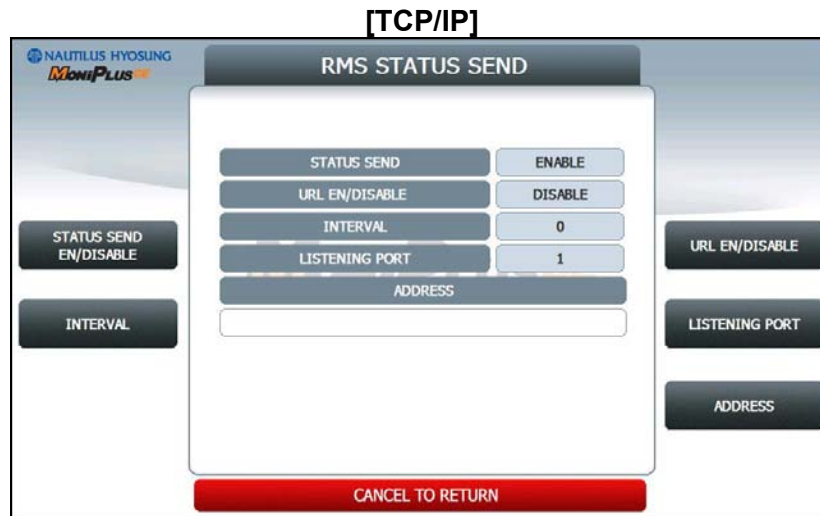 [TCP/IP]
NAUTILUS HYOSUNG
MoniPlus
RMS STATUS SEND
STATUS SEND ENABLE
URL EN/DISABLE DISABLE
INTERVAL 0
LISTENING PORT 1
ADDRESS
STATUS SEND
EN/DISABLE
INTERVAL
URL EN/DISABLE
LISTENING PORT
ADDRESS
CANCEL TO RETURN